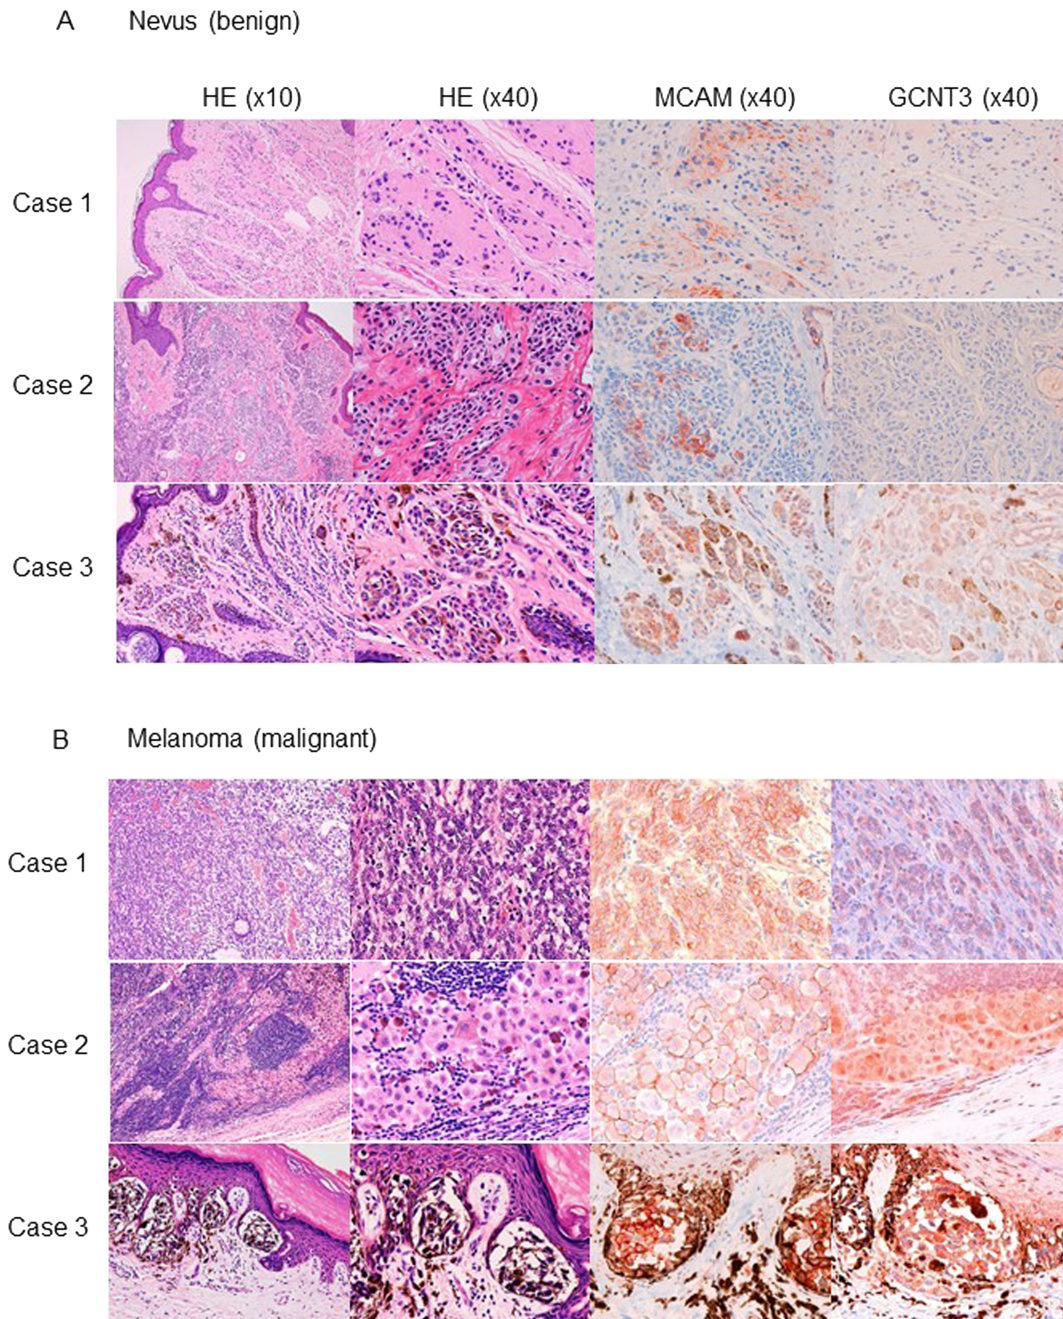 A Nevus (benign)
HE (x10) HE (x40) MCAM (x40) GCNT3 (x40)
Case 1
Case 2
Case 3
B Melanoma (malignant)
Case 1
Case 2
Case 3